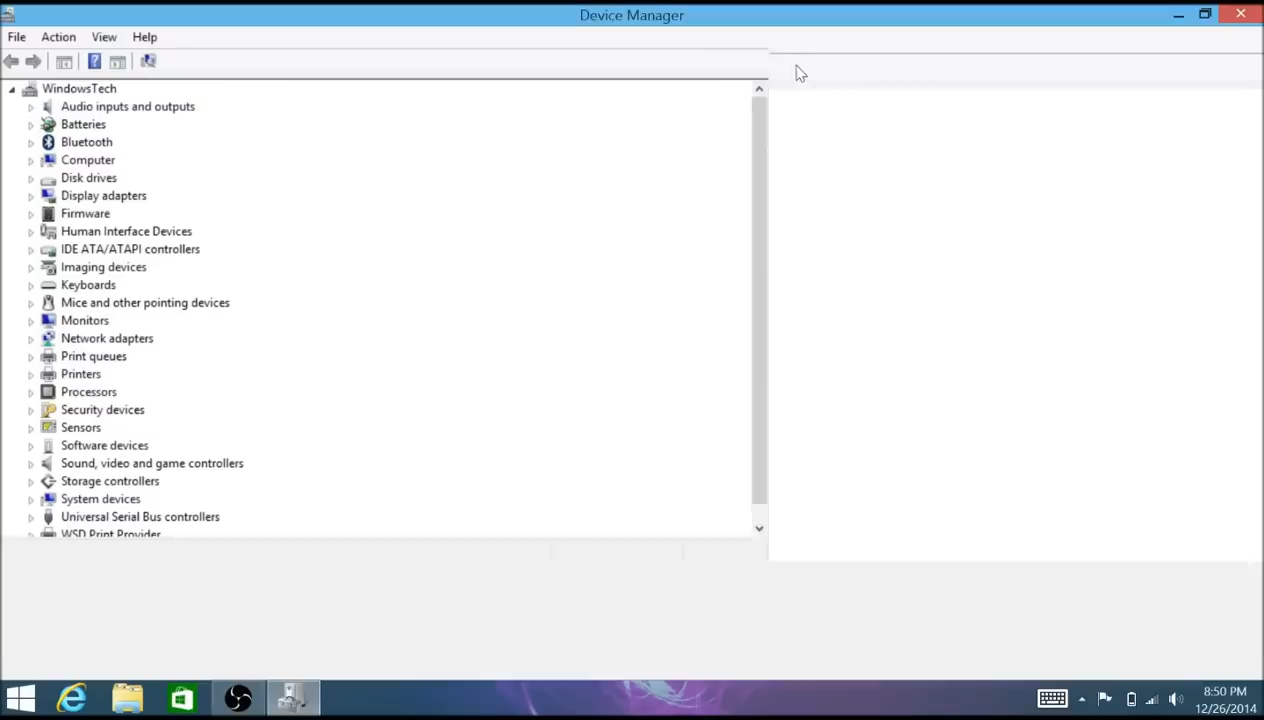 Device Manager
File Action View Help
WindowsTech
Audio inputs and outputs
Batteries
Bluetooth
Computer
Disk drives
Display adapters
Firmware
Human Interface Devices
IDE ATA/ATAPI controllers
Imaging devices
Keyboards
Mice and other pointing devices
Monitors
Network adapters
Print queues
Printers
Processors
Security devices
Sensors
Software devices
Sound, video and game controllers
Storage controllers
System devices
Universal Serial Bus controllers
WSD Print Provider
8:50 PM
12/26/2014